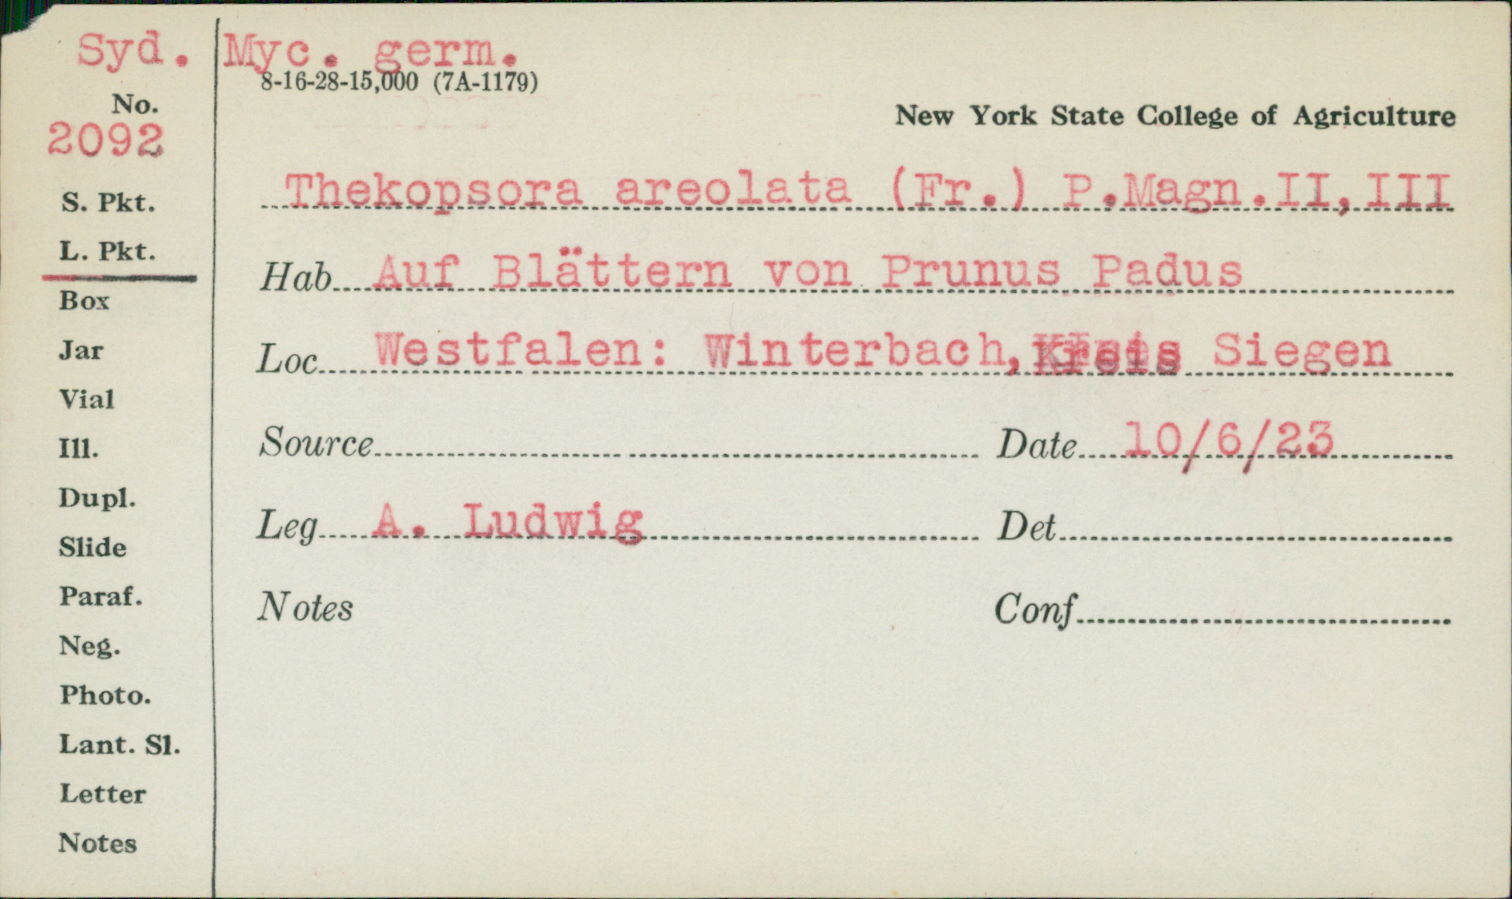 Syd. Myc. germ.
8-16-28-15,000 (7A-1179)
No.
2092
New York State College of Agriculture
Thekopsora areolata (Fr.) P.Magn.II,III
S. Pkt.
L. Pkt.
Hab Auf Blättern von Prunus Padus
Box
Jar
Loc Westfalen: Winterbach, Kreis Siegen
Vial
Ill.
Source Date 10/6/23
Dupl.
Slide
Leg A. Ludwig Det
Paraf.
Notes Conf
Neg.
Photo.
Lant. Sl.
Letter
Notes